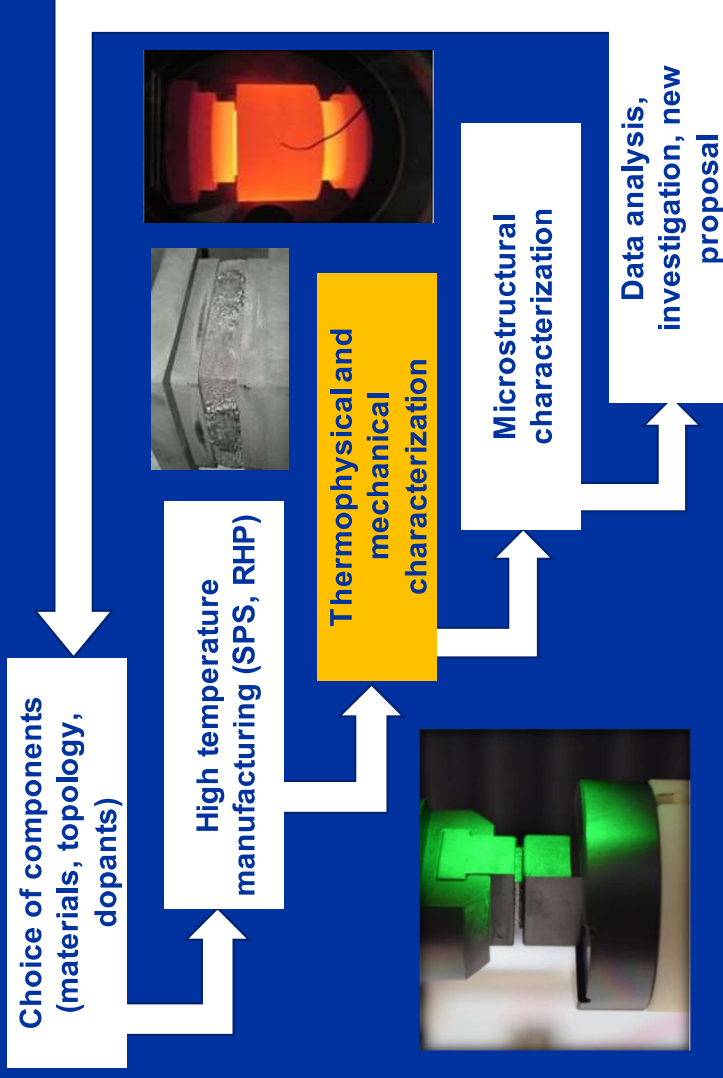 Choice of components
(materials, topology,
dopants)
High temperature
manufacturing (SPS, RHP)
Thermophysical and
mechanical
characterization
Microstructural
characterization
Data analysis,
investigation, new
proposal